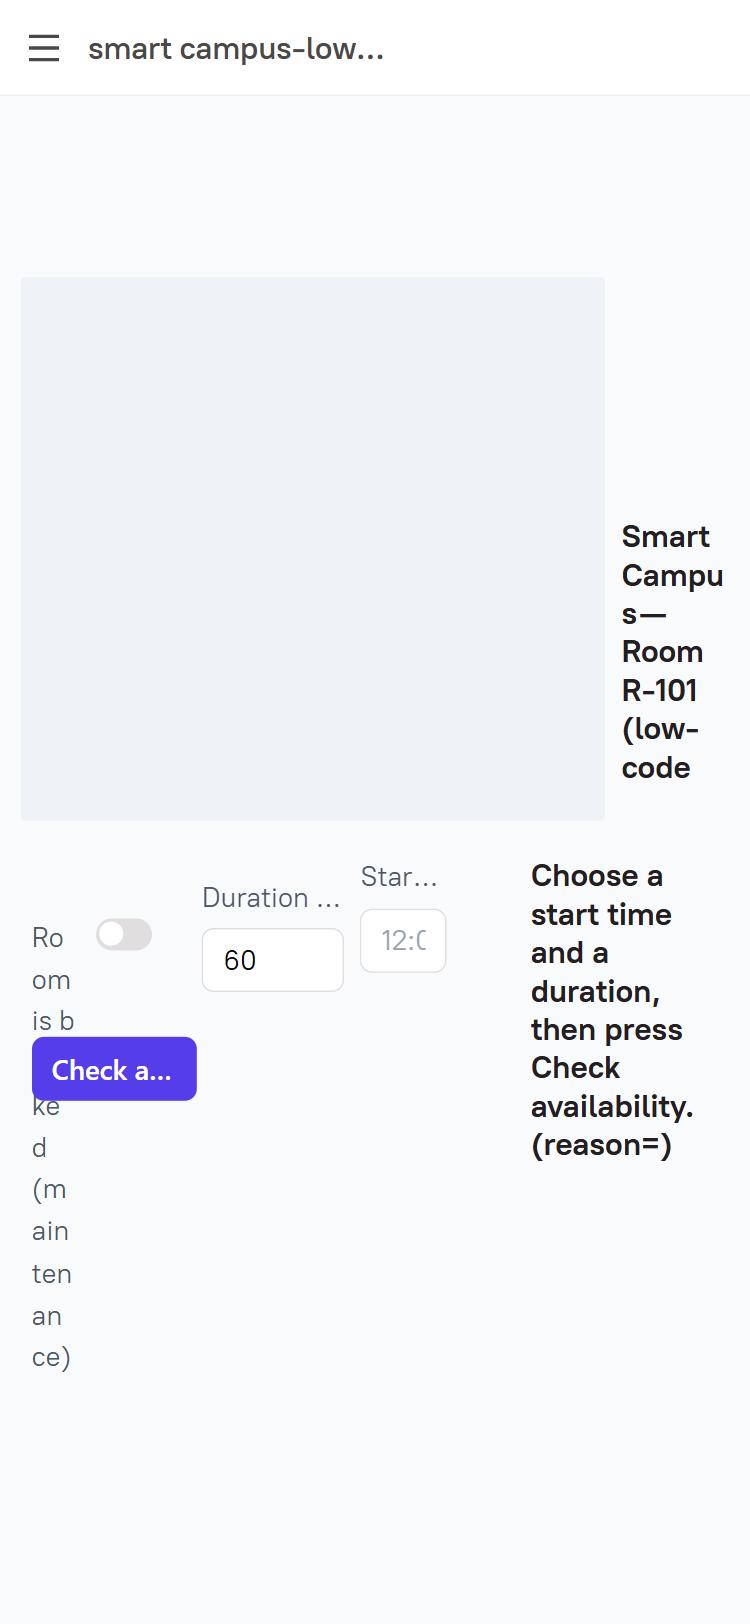 smart campus-low...
Smart
Campu
s—
Room
R-101
(low-
code
Ro
om
is b
ke
d
(m
ain
ten
an
ce)
Check a...
Duration ...
60
Star...
12:0
Choose a
start time
and a
duration,
then press
Check
availability.
(reason=)